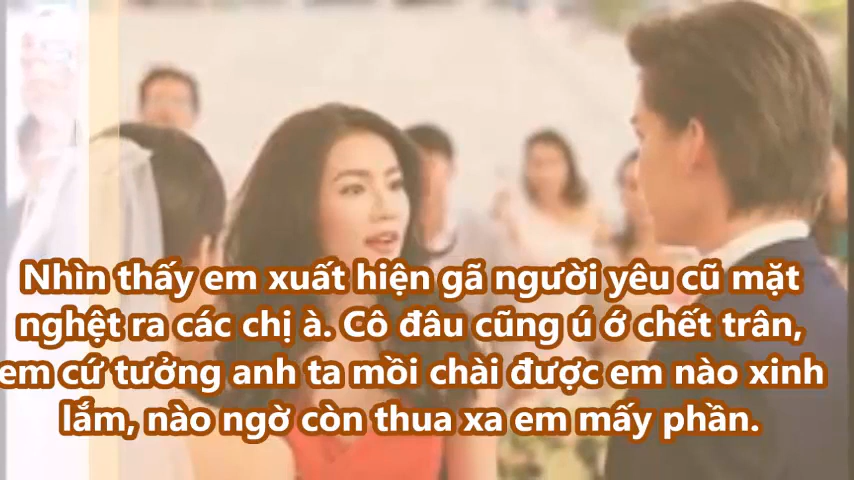 Nhìn thấy em xuất hiện gã người yêu cũ mặt
nghệt ra các chị à. Cô đâu cũng ú ớ chết trân,
em cứ tưởng anh ta mồi chài được em nào xinh
lắm, nào ngờ còn thua xa em mấy phần.